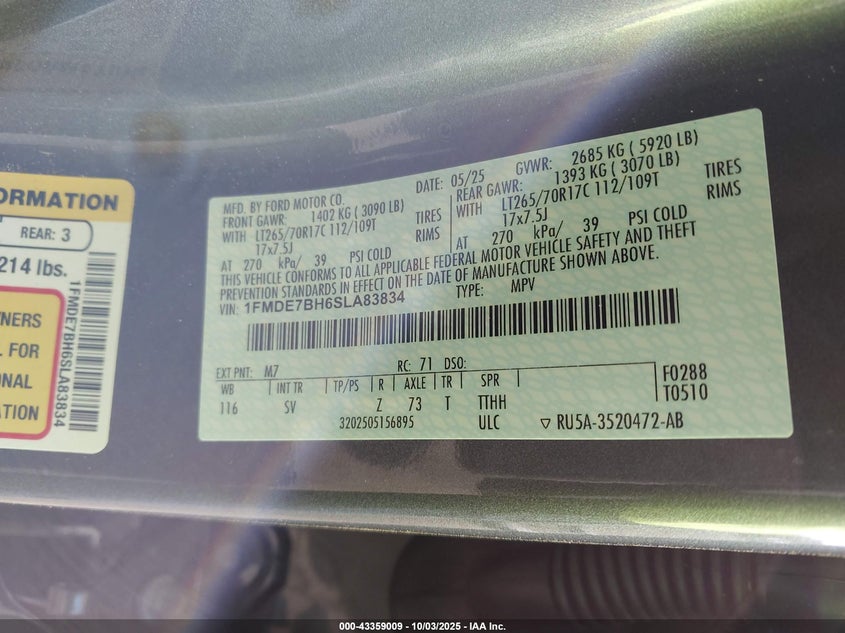 ORMATION
REAR: 3
214 lbs.
WNERS
L FOR
ONAL
ATION
1FMDE7BH6SLA83834
MFD. BY FORD MOTOR CO.
DATE: 05/25 GVWR: 2685 KG ( 5920 LB)
FRONT GAWR: 1402 KG ( 3090 LB) REAR GAWR: 1393 KG ( 3070 LB)
WITH LT265/70R17C 112/109T TIRES WITH LT265/70R17C 112/109T TIRES
17x7.5J RIMS 17x7.5J RIMS
AT 270 kPa/ 39 PSI COLD AT 270 kPa/ 39 PSI COLD
THIS VEHICLE CONFORMS TO ALL APPLICABLE FEDERAL MOTOR VEHICLE SAFETY AND THEFT
PREVENTION STANDARDS IN EFFECT ON THE DATE OF MANUFACTURE SHOWN ABOVE.
VIN: 1FMDE7BH6SLA83834 TYPE: MPV
EXT PNT: M7 RC: 71 DSO:
WB INT TR TP/PS R AXLE TR SPR F0288
116 SV Z 73 T TTHH T0510
3202505156895 ULC ▽ RU5A-3520472-AB
000-43359009 - 10/03/2025 - IAA Inc.